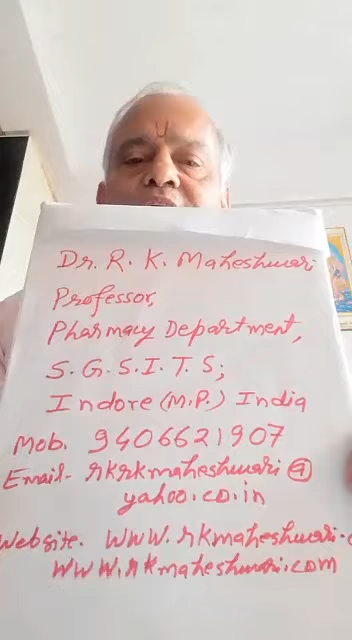 Dr. R. K. Maheshwari
Professor,
Pharmacy Department,
S. G. S. I. T. S;
Indore (M.P.) India
Mob. 9406621907
Email- rkrkmaheshwari@
yahoo.co.in
Website. WWW.rkmaheshwari.c
WWW.rkmaheshwari.com